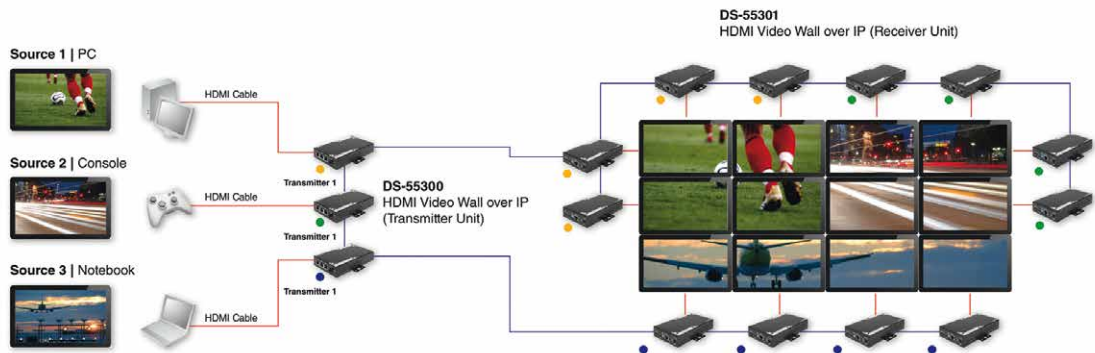 DS-55301
HDMI Video Wall over IP (Receiver Unit)
Source 1 | PC
HDMI Cable
Transmitter 1
Source 2 | Console
HDMI Cable
DS-55300
HDMI Video Wall over IP
(Transmitter Unit)
Transmitter 1
Source 3 | Notebook
Transmitter 1
HDMI Cable